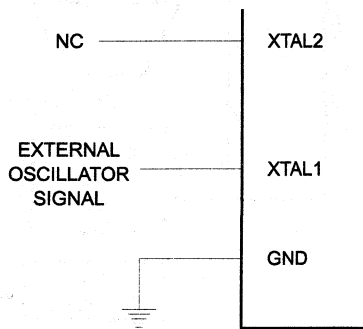 NC
XTAL2
EXTERNAL
OSCILLATOR
SIGNAL
XTAL1
GND